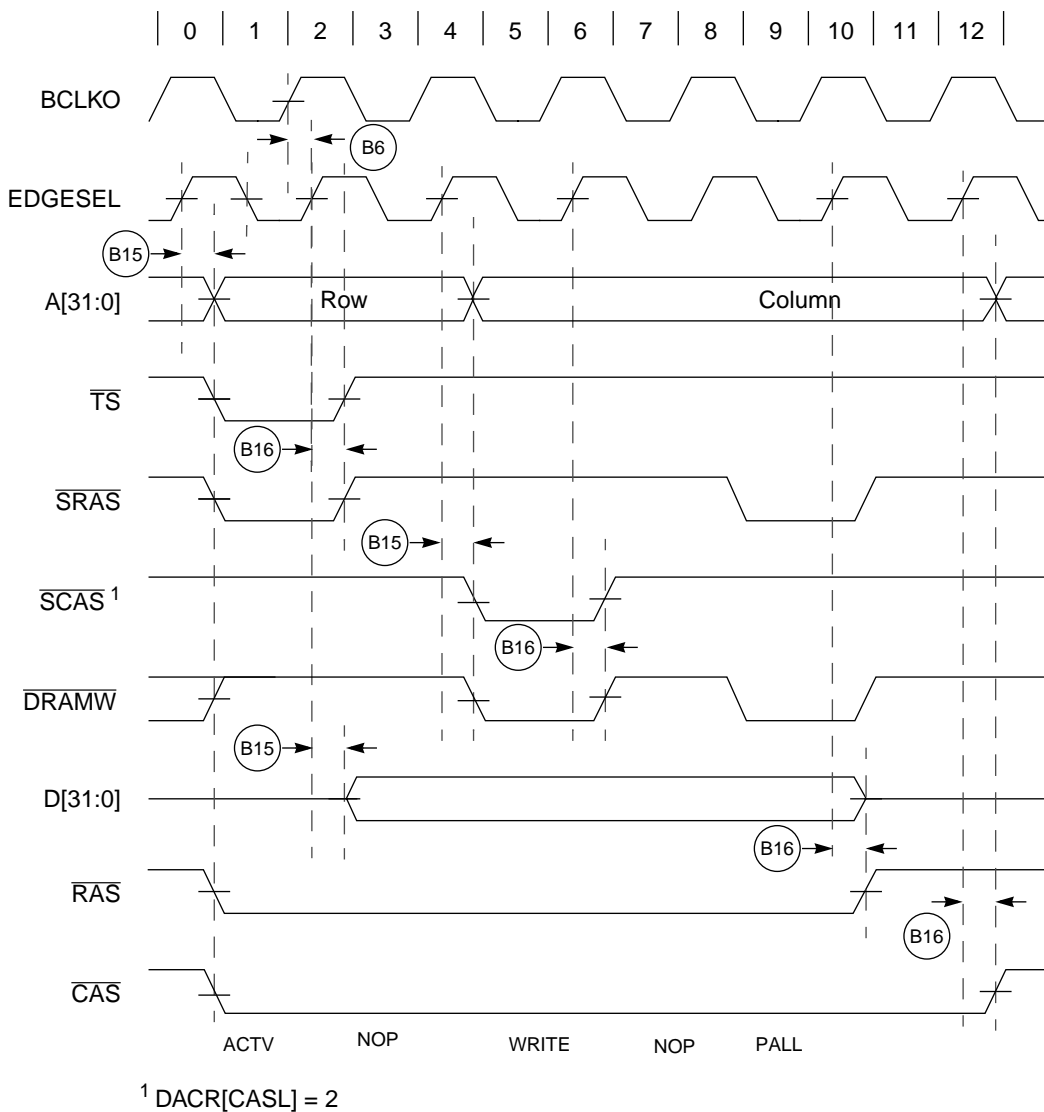 0 1 2 3 4 5 6 7 8 9 10 11 12
BCLKO
B6
EDGESEL
B15
A[31:0]
Row
Column
TS
B16
SRAS
B15
SCAS 1
B16
DRAMW
B15
D[31:0]
B16
RAS
B16
CAS
ACTV NOP WRITE NOP PALL
1 DACR[CASL] = 2